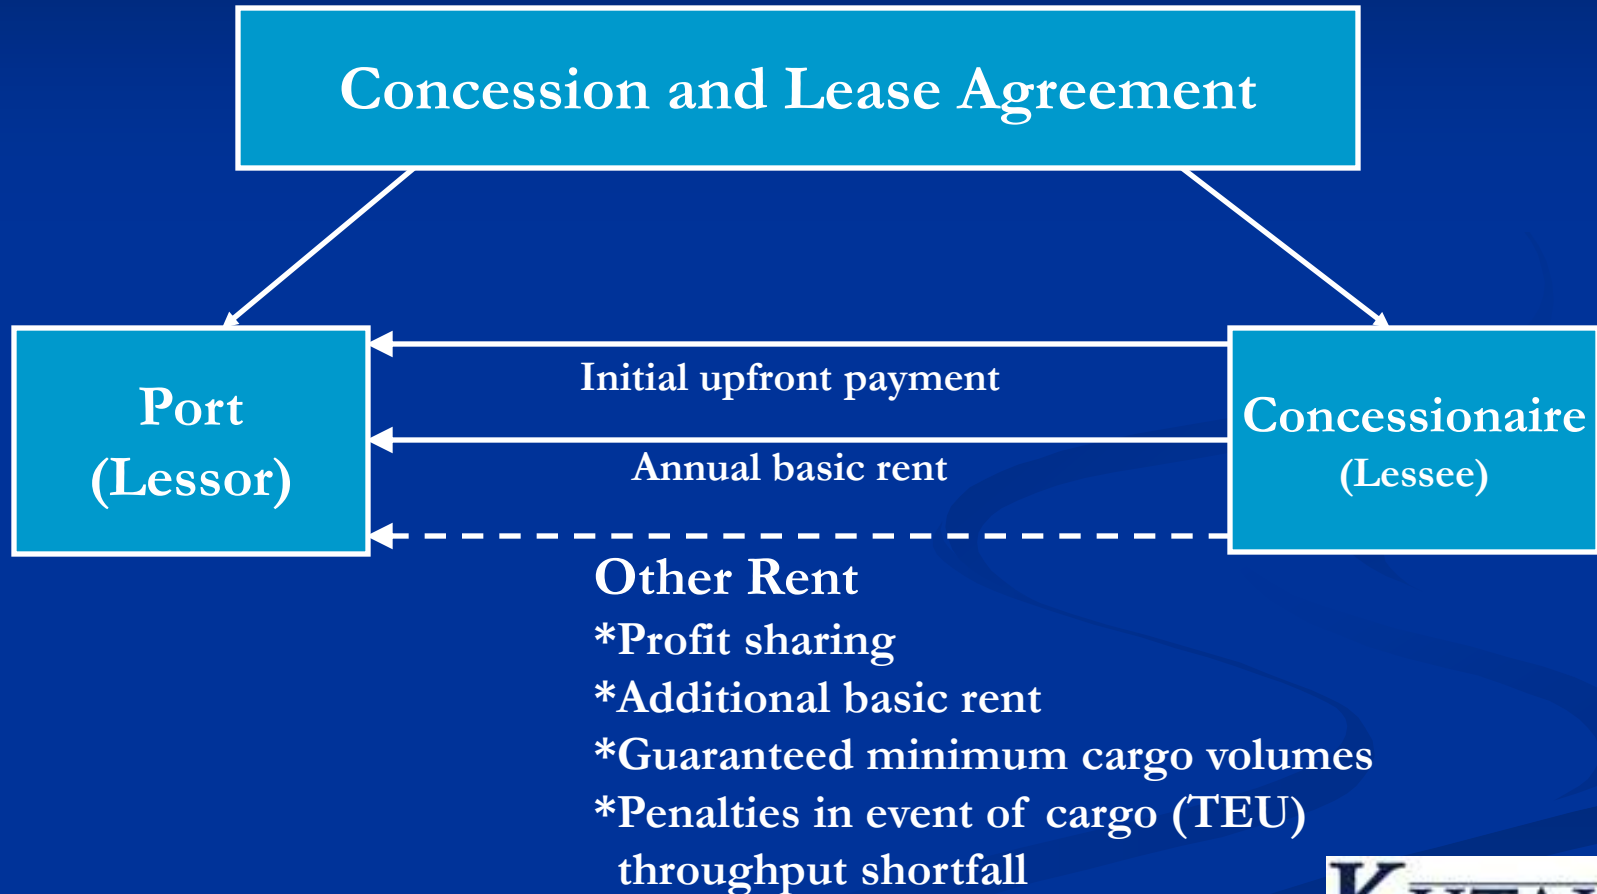 Concession and Lease Agreement
Port
(Lessor)
Initial upfront payment
Annual basic rent
Concessionaire
(Lessee)
Other Rent
*Profit sharing
*Additional basic rent
*Guaranteed minimum cargo volumes
*Penalties in event of cargo (TEU)
throughput shortfall